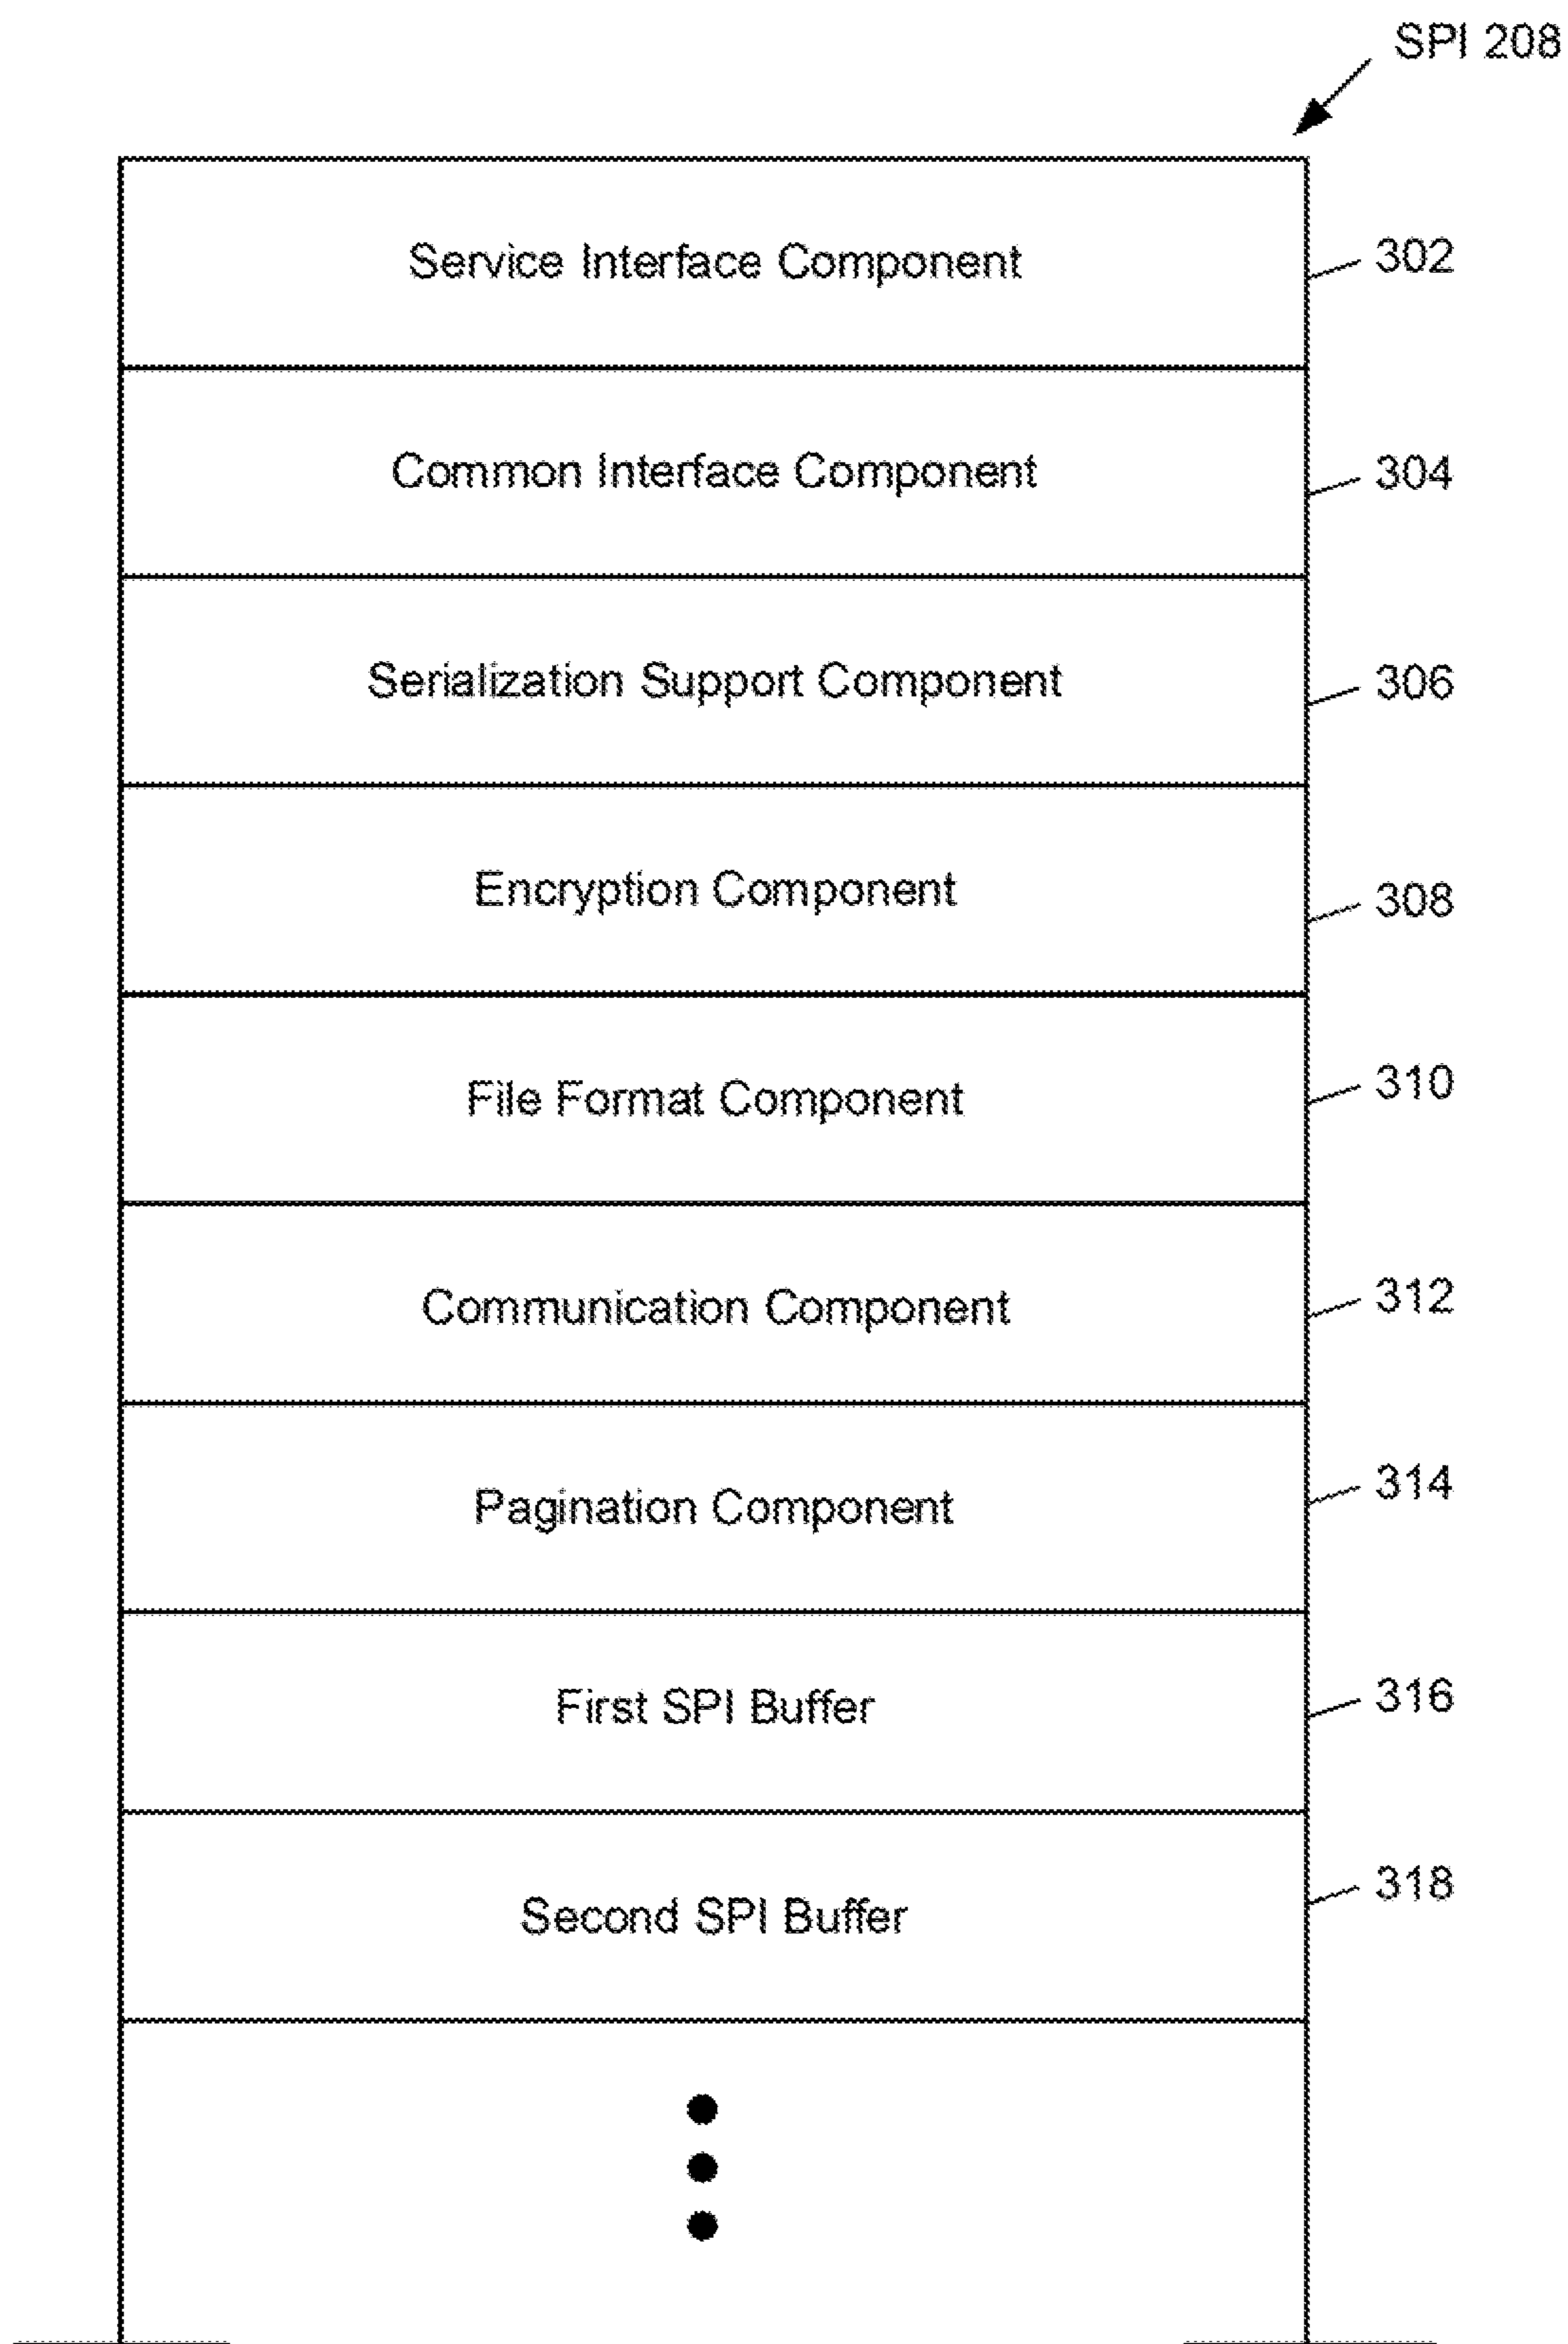 SPI 208
Service Interface Component 302
Common Interface Component 304
Serialization Support Component 306
Encryption Component 308
File Format Component 310
Communication Component 312
Pagination Component 314
First SPI Buffer 316
Second SPI Buffer 318